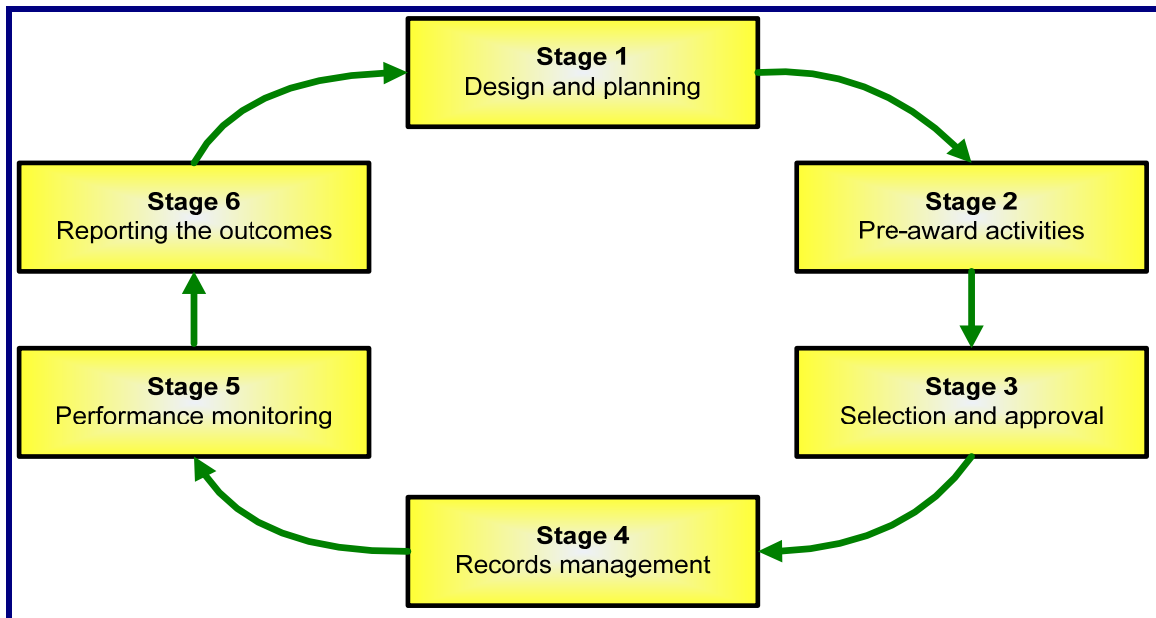 Stage 1
Design and planning
Stage 2
Pre-award activities
Stage 3
Selection and approval
Stage 4
Records management
Stage 5
Performance monitoring
Stage 6
Reporting the outcomes